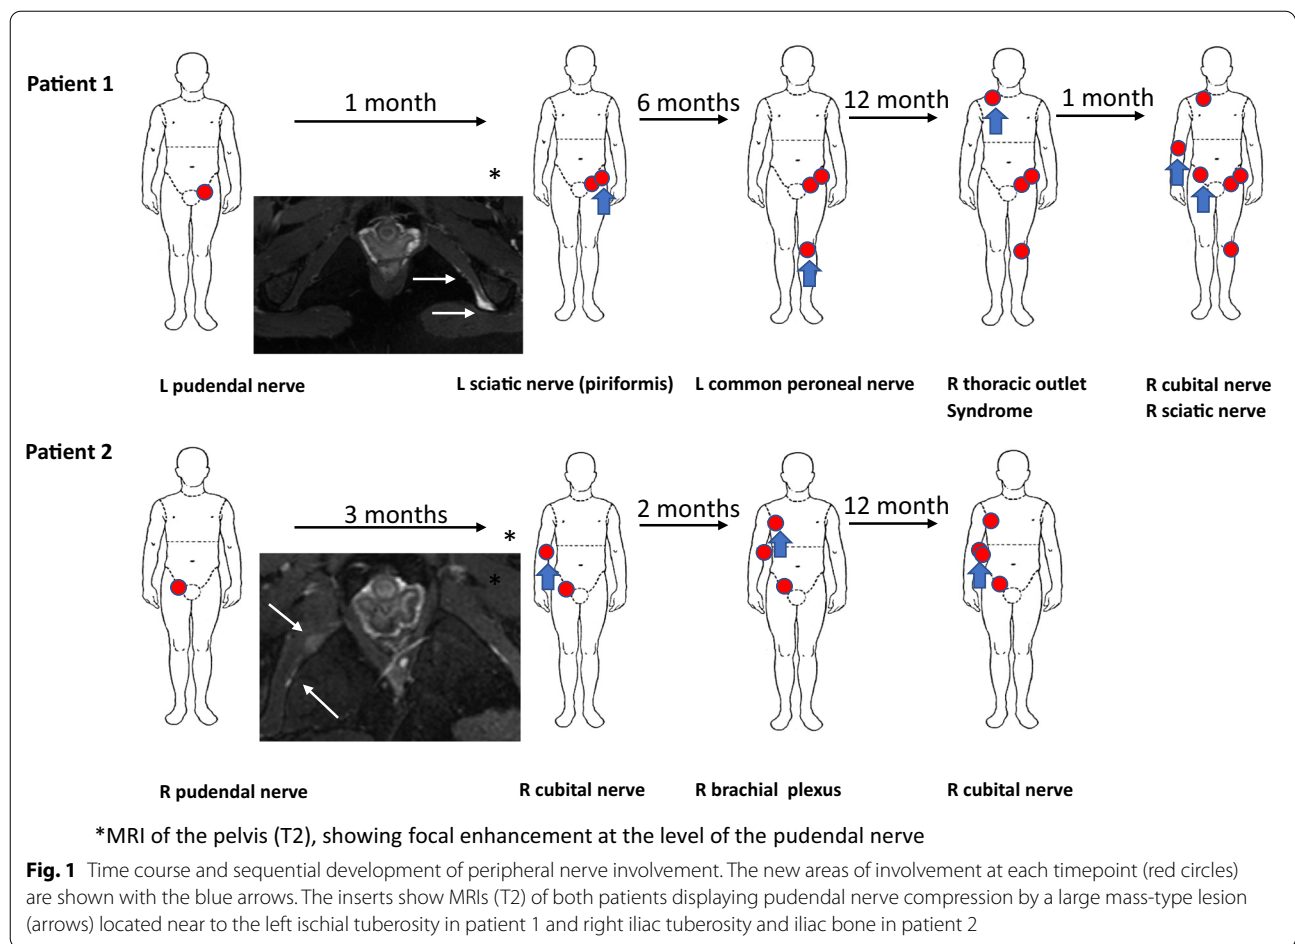 Patient 1
1 month
6 months
12 month
1 month
*
L pudendal nerve
L sciatic nerve (piriformis)
L common peroneal nerve
R thoracic outlet
Syndrome
R cubital nerve
R sciatic nerve
Patient 2
3 months
2 months
12 month
*
*
R pudendal nerve
R cubital nerve
R brachial plexus
R cubital nerve
*MRI of the pelvis (T2), showing focal enhancement at the level of the pudendal nerve
Fig. 1 Time course and sequential development of peripheral nerve involvement. The new areas of involvement at each timepoint (red circles)
are shown with the blue arrows. The inserts show MRIs (T2) of both patients displaying pudendal nerve compression by a large mass-type lesion
(arrows) located near to the left ischial tuberosity in patient 1 and right iliac tuberosity and iliac bone in patient 2